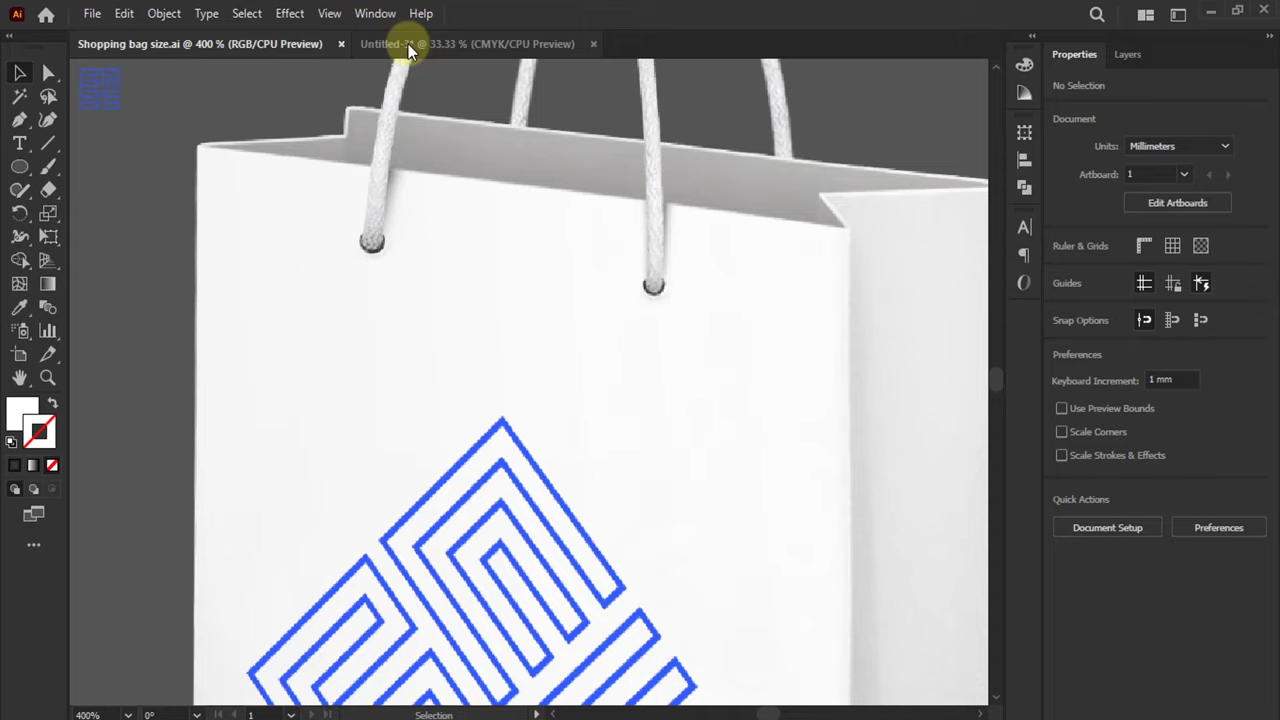 Ai File Edit Object Type Select Effect View Window Help
Shopping bag size.ai @ 400 % (RGB/CPU Preview) × @ 33.33 % (CMYK/CPU Preview) ×
Properties Layers
No Selection
Document
Units: Millimeters
Artboard: 1
Edit Artboards
Ruler & Grids
Guides
Snap Options
Preferences
Keyboard Increment: 1 mm
Use Preview Bounds
Scale Corners
Scale Strokes & Effects
Quick Actions
Document Setup Preferences
400% 0° 1 Selection